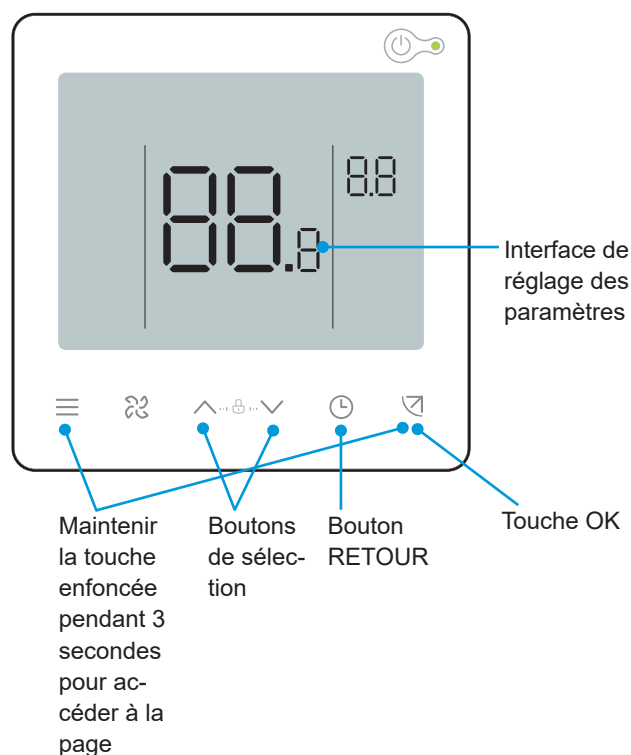 88.8
8.8
Interface de
réglage des
paramètres
Maintenir
la touche
enfoncée
pendant 3
secondes
pour ac-
céder à la
page
Boutons
de sélec-
tion
Bouton
RETOUR
Touche OK